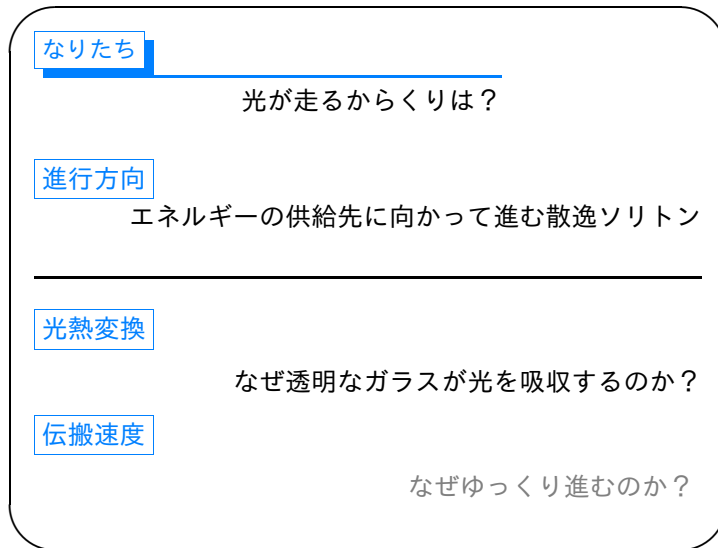 なりたち
光が走るからくりは？
進行方向
エネルギーの供給先に向かって進む散逸ソリトン
光熱変換
なぜ透明なガラスが光を吸収するのか？
伝搬速度
なぜゆっくり進むのか？